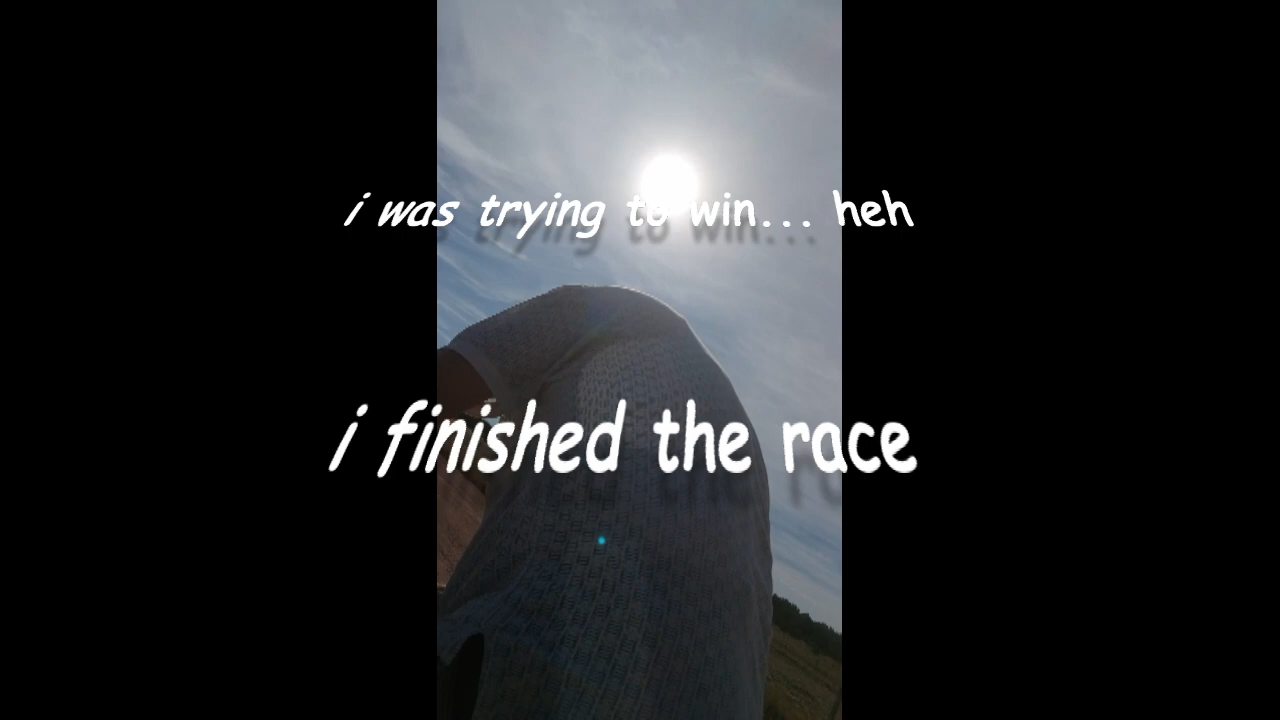 i was trying to win... heh
i finished the race